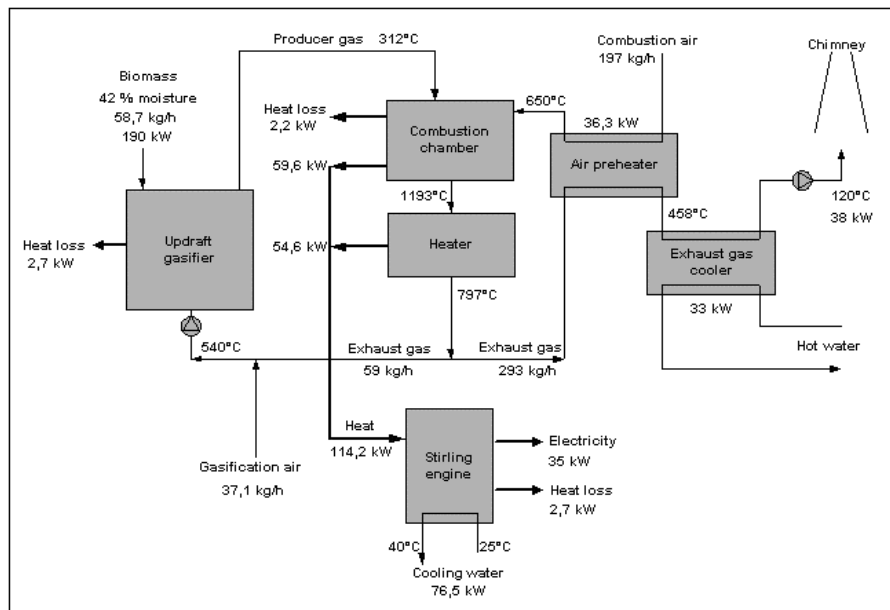 Producer gas 312°C
Combustion air
197 kg/h
Chimney
Biomass
42 % moisture
58,7 kg/h
190 kW
Heat loss
2,2 kW
Combustion
chamber
650°C
36,3 kW
Air preheater
59,6 kW
1193°C
120°C
38 kW
458°C
Updraft
gasifier
Heat loss
2,7 kW
54,6 kW
Heater
Exhaust gas
cooler
797°C
33 kW
540°C
Exhaust gas
59 kg/h
Exhaust gas
293 kg/h
Hot water
Heat
114,2 kW
Stirling
engine
Electricity
35 kW
Gasification air
37,1 kg/h
Heat loss
2,7 kW
40°C
25°C
Cooling water
76,5 kW